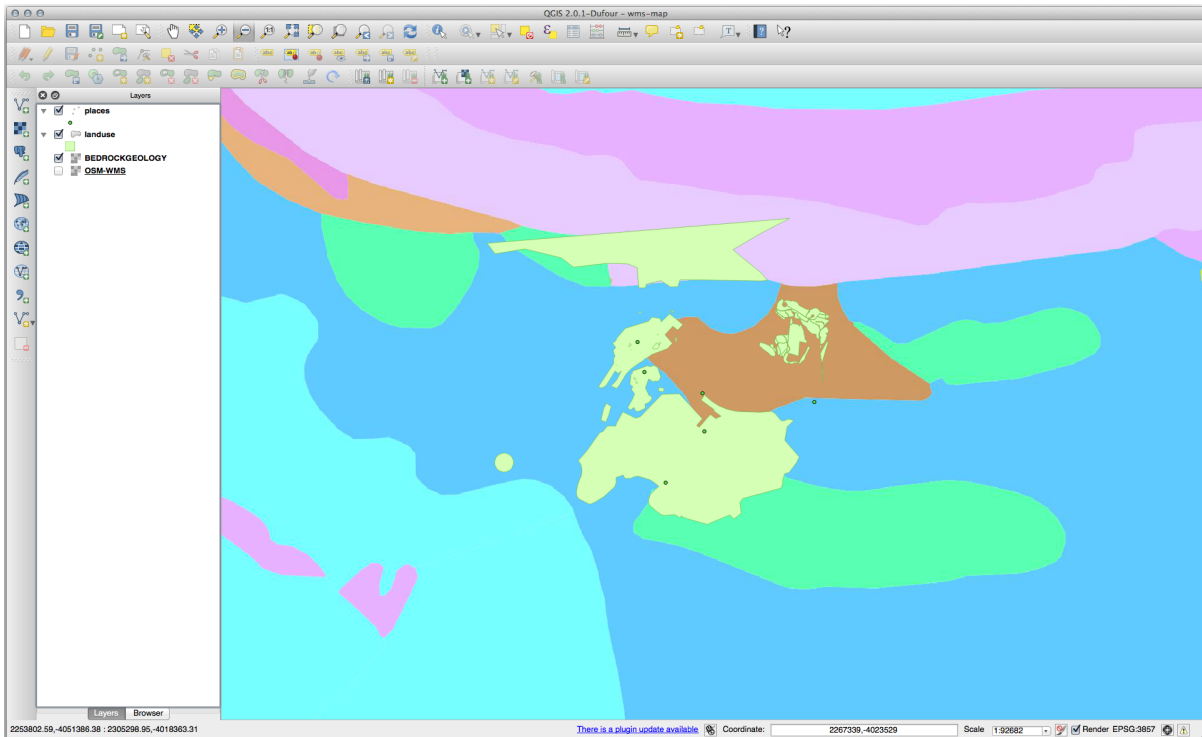 QGIS 2.0.1-Dufour - wms-map
Layers
places
landuse
BEDROCKGEOLOGY
OSM-WMS
Layers Browser
2253802.59,-4051386.38 : 2305298.95,-4018363.31 There is a plugin update available Coordinate: 2267339,-4023529 Scale 1:92682 Render EPSG:3857